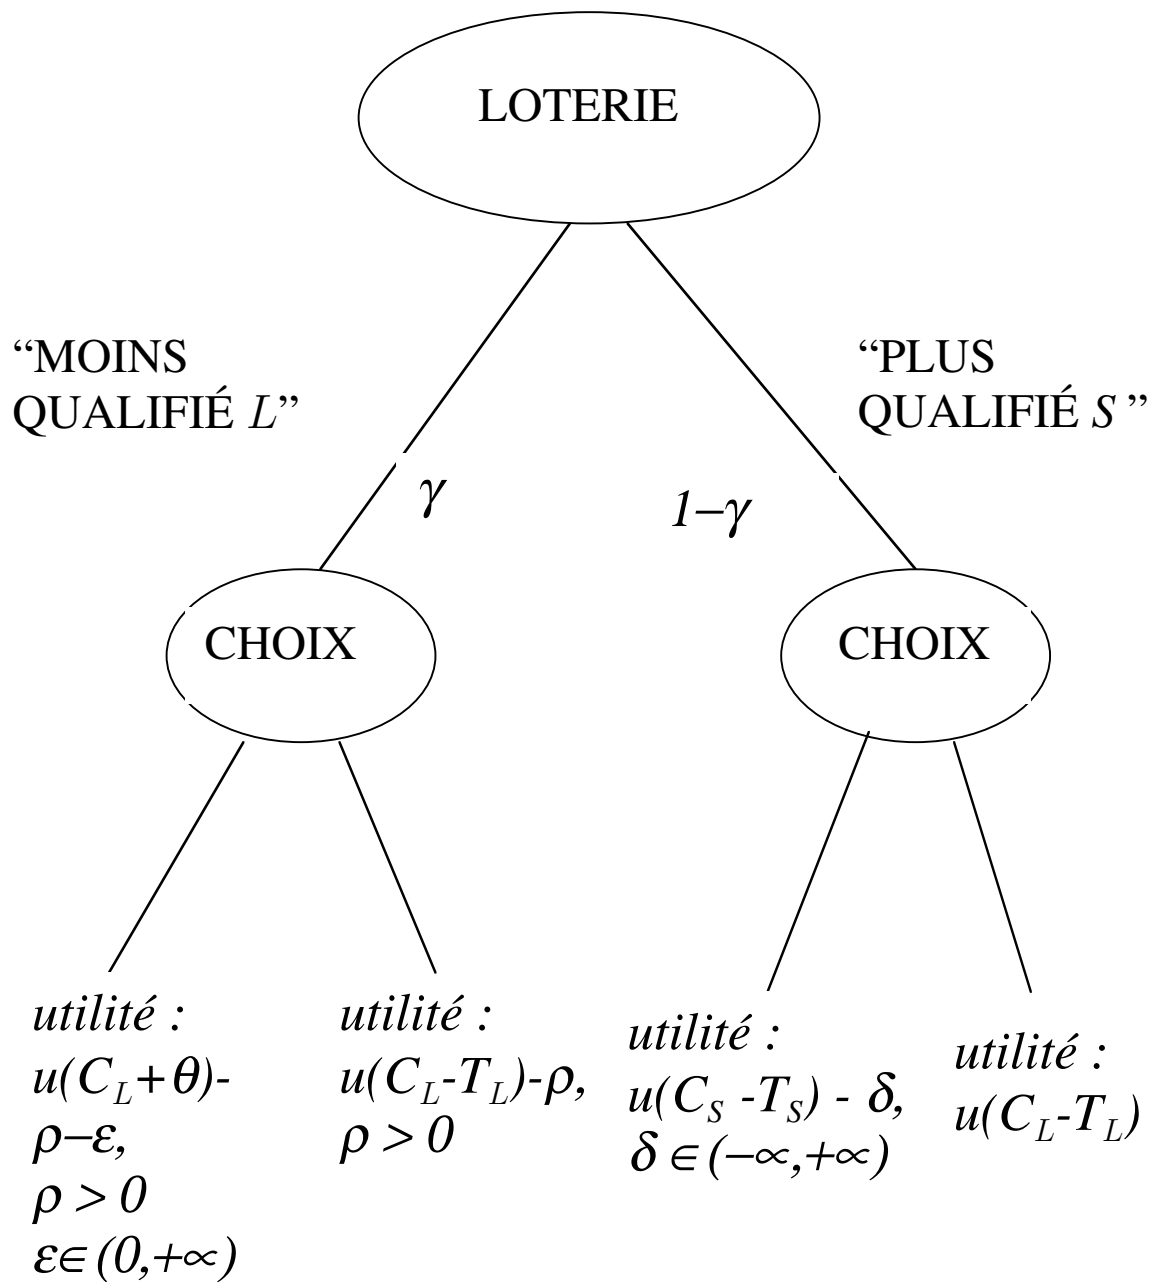 LOTERIE
“MOINS
QUALIFIÉ L”
“PLUS
QUALIFIÉ S ”
γ
1−γ
CHOIX
CHOIX
utilité :
u(C_L+θ)-
ρ−ε,
ρ > 0
ε∈(0,+∝)
utilité :
u(C_L-T_L)-ρ,
ρ > 0
utilité :
u(C_S -T_S) - δ,
δ ∈(−∝,+∝)
utilité :
u(C_L-T_L)